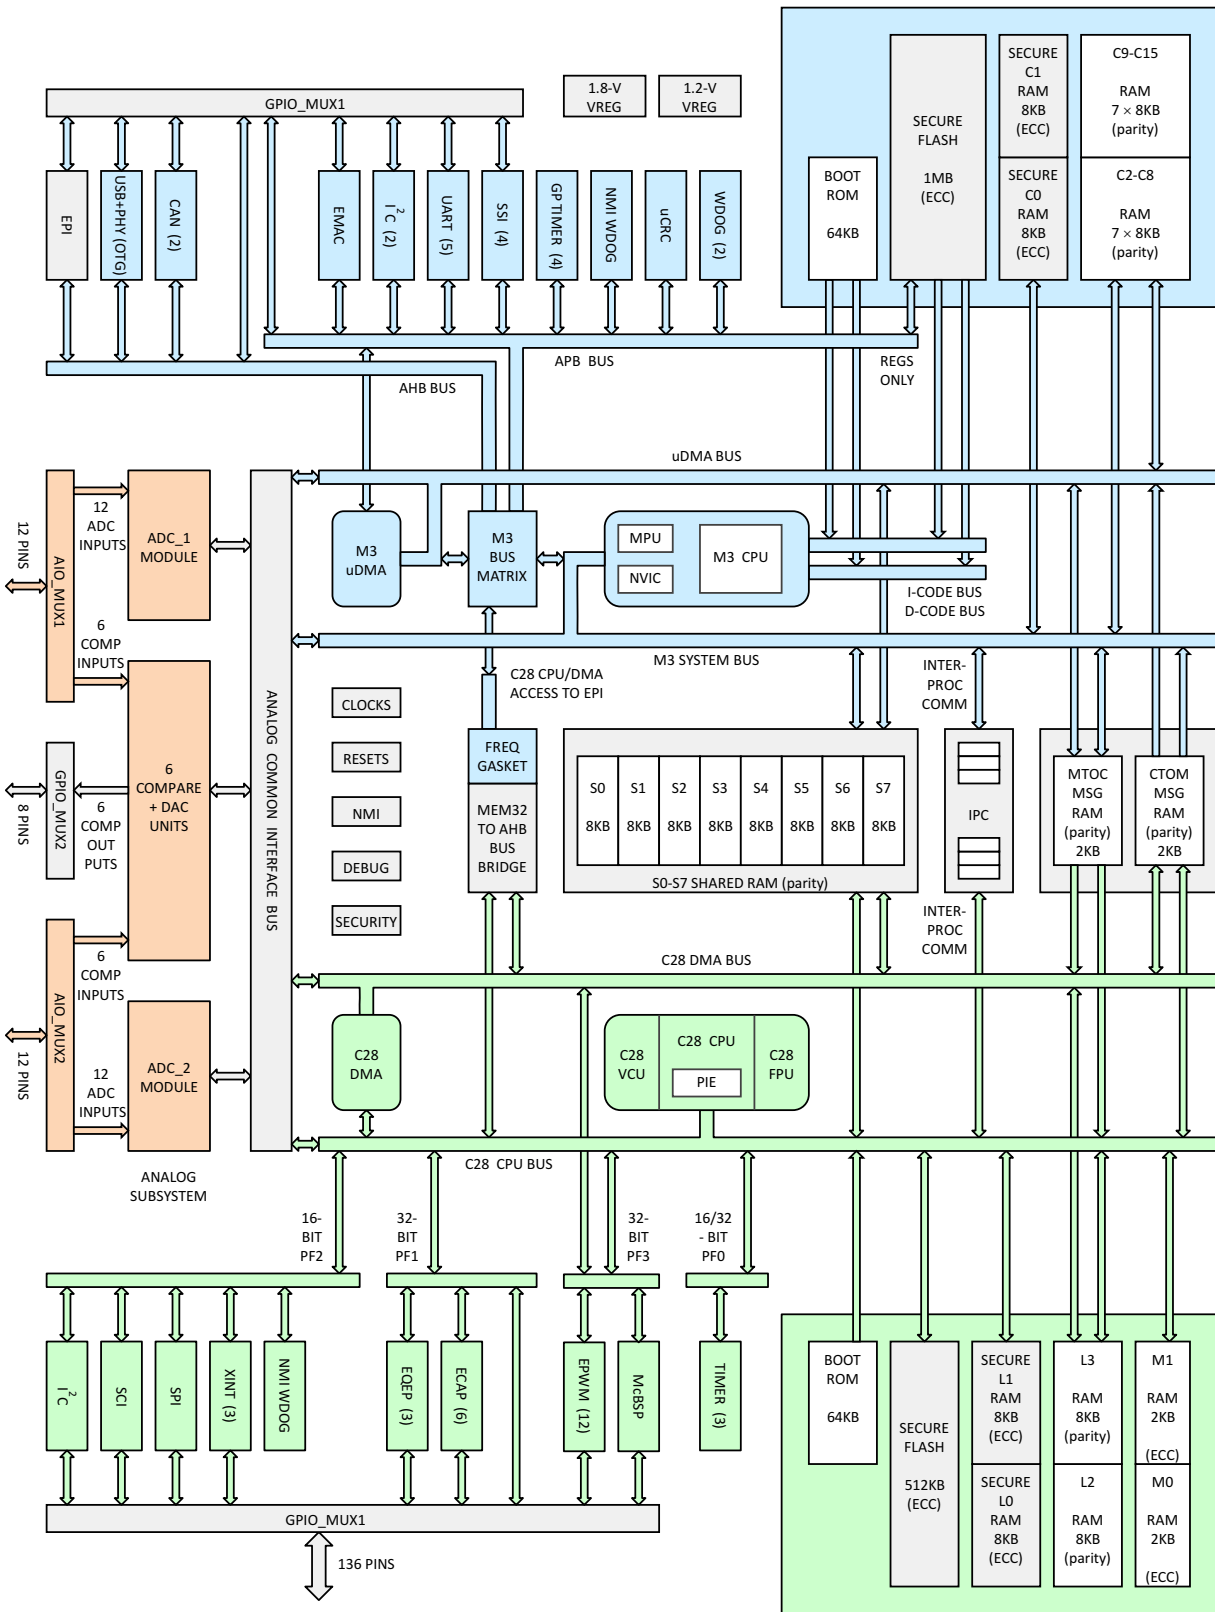 GPIO_MUX1
1.8-V
VREG
1.2-V
VREG
EPI
USB+PHY (OTG)
CAN (2)
EMAC
I2C (2)
UART (5)
SSI (4)
GP TIMER (4)
NMI WDOG
uCRC
WDOG (2)
BOOT
ROM
64KB
SECURE
FLASH
1MB
(ECC)
SECURE
C1
RAM
8KB
(ECC)
SECURE
C0
RAM
8KB
(ECC)
C9-C15
RAM
7 × 8KB
(parity)
C2-C8
RAM
7 × 8KB
(parity)
APB BUS
AHB BUS
REGS
ONLY
uDMA BUS
12 PINS
AIO_MUX1
12
ADC
INPUTS
ADC_1
MODULE
6
COMP
INPUTS
M3
uDMA
M3
BUS
MATRIX
MPU
NVIC
M3 CPU
I-CODE BUS
D-CODE BUS
M3 SYSTEM BUS
C28 CPU/DMA
ACCESS TO EPI
INTER-
PROC
COMM
ANALOG COMMON INTERFACE BUS
CLOCKS
RESETS
NMI
DEBUG
SECURITY
8 PINS
GPIO_MUX2
6
COMP
OUT
PUTS
6
COMPARE
+ DAC
UNITS
FREQ
GASKET
MEM32
TO AHB
BUS
BRIDGE
S0
8KB
S1
8KB
S2
8KB
S3
8KB
S4
8KB
S5
8KB
S6
8KB
S7
8KB
S0-S7 SHARED RAM (parity)
IPC
MTOC
MSG
RAM
(parity)
2KB
CTOM
MSG
RAM
(parity)
2KB
INTER-
PROC
COMM
C28 DMA BUS
6
COMP
INPUTS
AIO_MUX2
12 PINS
12
ADC
INPUTS
ADC_2
MODULE
C28
DMA
C28
VCU
C28 CPU
PIE
C28
FPU
C28 CPU BUS
ANALOG
SUBSYSTEM
16-
BIT
PF2
32-
BIT
PF1
32-
BIT
PF3
16/32
- BIT
PF0
I2C
SCI
SPI
XINT (3)
NMI WDOG
EQEP (3)
ECAP (6)
EPWM (12)
McBSP
TIMER (3)
BOOT
ROM
64KB
SECURE
FLASH
512KB
(ECC)
SECURE
L1
RAM
8KB
(ECC)
SECURE
L0
RAM
8KB
(ECC)
L3
RAM
8KB
(parity)
L2
RAM
8KB
(parity)
M1
RAM
2KB
(ECC)
M0
RAM
2KB
(ECC)
GPIO_MUX1
136 PINS